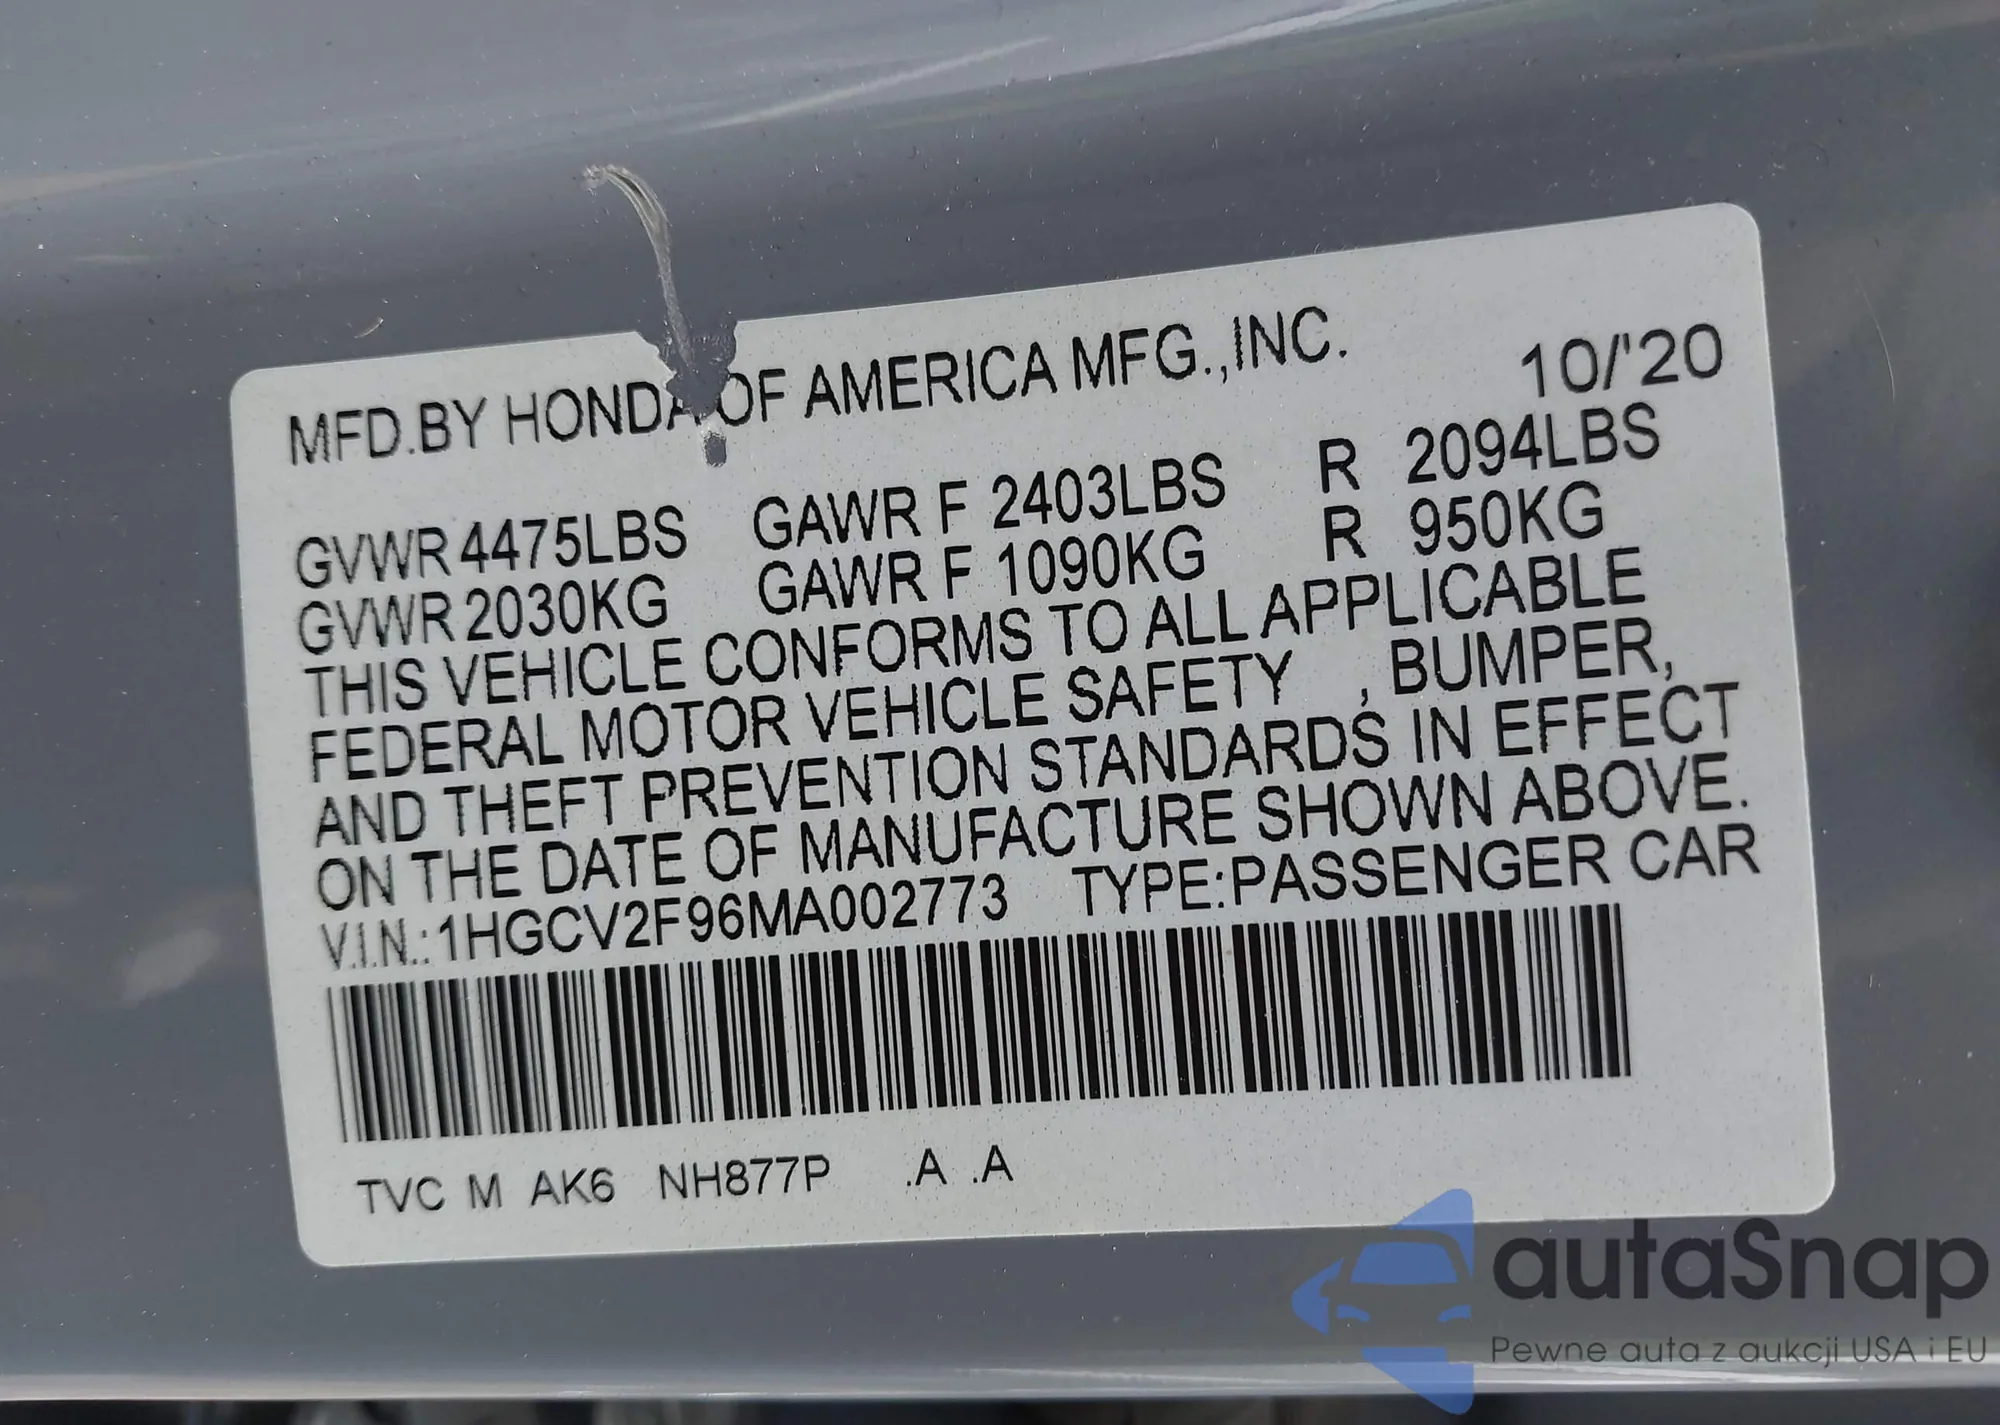 MFD.BY HONDA OF AMERICA MFG.,INC. 10/'20
GVWR 4475LBS GAWR F 2403LBS R 2094LBS
GVWR 2030KG GAWR F 1090KG R 950KG
THIS VEHICLE CONFORMS TO ALL APPLICABLE
FEDERAL MOTOR VEHICLE SAFETY , BUMPER,
AND THEFT PREVENTION STANDARDS IN EFFECT
ON THE DATE OF MANUFACTURE SHOWN ABOVE.
V.I.N.: 1HGCV2F96MA002773 TYPE:PASSENGER CAR
TVC M AK6 NH877P .A .A
autaSnap
Pewne auta z aukcji USA i EU